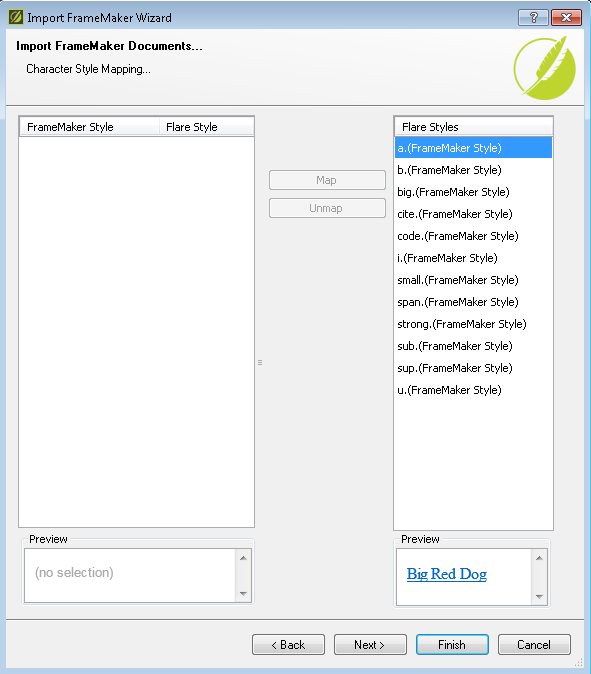 Import FrameMaker Wizard
?
Import FrameMaker Documents...
Character Style Mapping...
FrameMaker Style Flare Style
Flare Styles
a.(FrameMaker Style)
Map
b.(FrameMaker Style)
big.(FrameMaker Style)
Unmap
cite.(FrameMaker Style)
code.(FrameMaker Style)
i.(FrameMaker Style)
small.(FrameMaker Style)
span.(FrameMaker Style)
strong.(FrameMaker Style)
sub.(FrameMaker Style)
sup.(FrameMaker Style)
u.(FrameMaker Style)
Preview
(no selection)
Preview
Big Red Dog
< Back Next > Finish Cancel